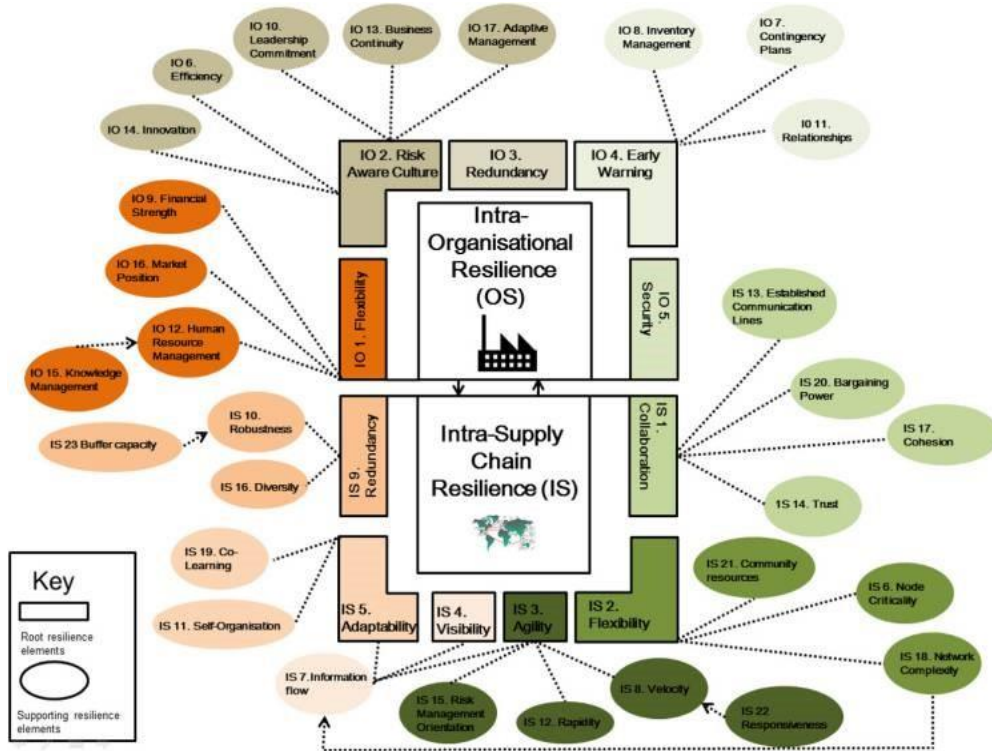 IO 10.
Leadership
Commitment
IO 13. Business
Continuity
IO 17. Adaptive
Management
IO 8. Inventory
Management
IO 7.
Contingency
Plans
IO 6.
Efficiency
IO 14. Innovation
I0 11.
Relationships
IO 2. Risk
Aware Culture
IO 3.
Redundancy
IO 4. Early
Warning
IO 9. Financial
Strength
IO 16. Market
Position
IO 12. Human
Resource
Management
IO 15. Knowledge
Management
IO 1. Flexibility
Intra-
Organisational
Resilience
(OS)
IO 5.
Security
IS 13. Established
Communication
Lines
IS 20. Bargaining
Power
IS 17.
Cohesion
1S 14. Trust
IS 10.
Robustness
IS 23 Buffer capacity
IS 16. Diversity
IS 9.
Redundancy
Intra-Supply
Chain
Resilience (IS)
IS 1.
Collaboration
IS 19. Co-
Learning
IS 11. Self-Organisation
IS 5.
Adaptability
IS 4.
Visibility
IS 3.
Agility
IS 2.
Flexibility
IS 21. Community
resources
IS 6. Node
Criticality
IS 18. Network
Complexity
IS 7.Information
flow
IS 15. Risk
Management
Orientation
IS 12. Rapidity
IS 8. Velocity
IS 22
Responsiveness
Key
Root resilience
elements
Supporting resilience
elements